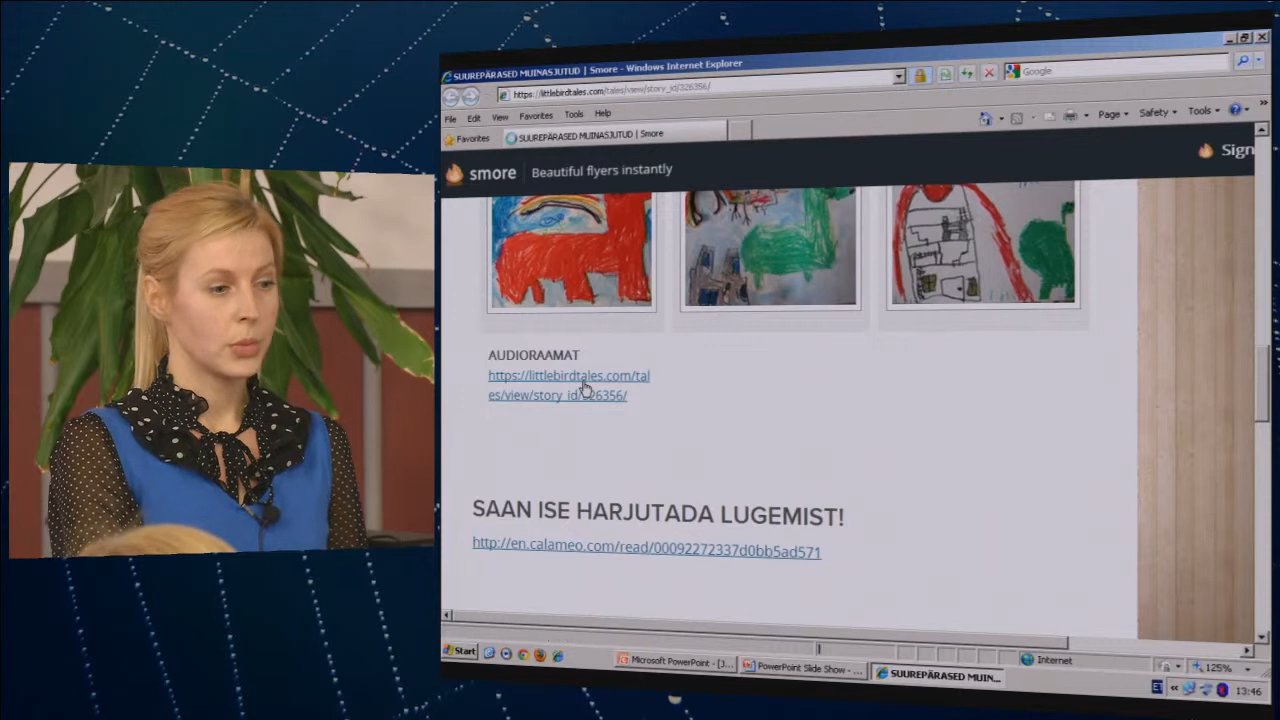 SUUREPÄRASED MUINASJUTUD | Smore - Windows Internet Explorer
https://littlebirdtales.com/tales/view/story_id/326356/
Google
File Edit View Favorites Tools Help
Favorites
SUUREPÄRASED MUINASJUTUD | Smore
Page
Safety
Tools
smore
Beautiful flyers instantly
Sign
AUDIORAAMAT
https://littlebirdtales.com/tal
es/view/story_id/326356/
SAAN ISE HARJUTADA LUGEMIST!
http://en.calameo.com/read/00092272337d0bb5ad571
Internet
125%
Start
Microsoft PowerPoint - [J...
PowerPoint Slide Show - ...
SUUREPÄRASED MUIN...
ET
13:46